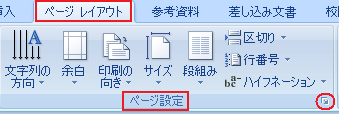 挿入 ページ レイアウト 参考資料 差し込み文書
文字列の方向 余白 印刷の向き サイズ 段組み
区切り
行番号
ハイフネーション
ページ設定